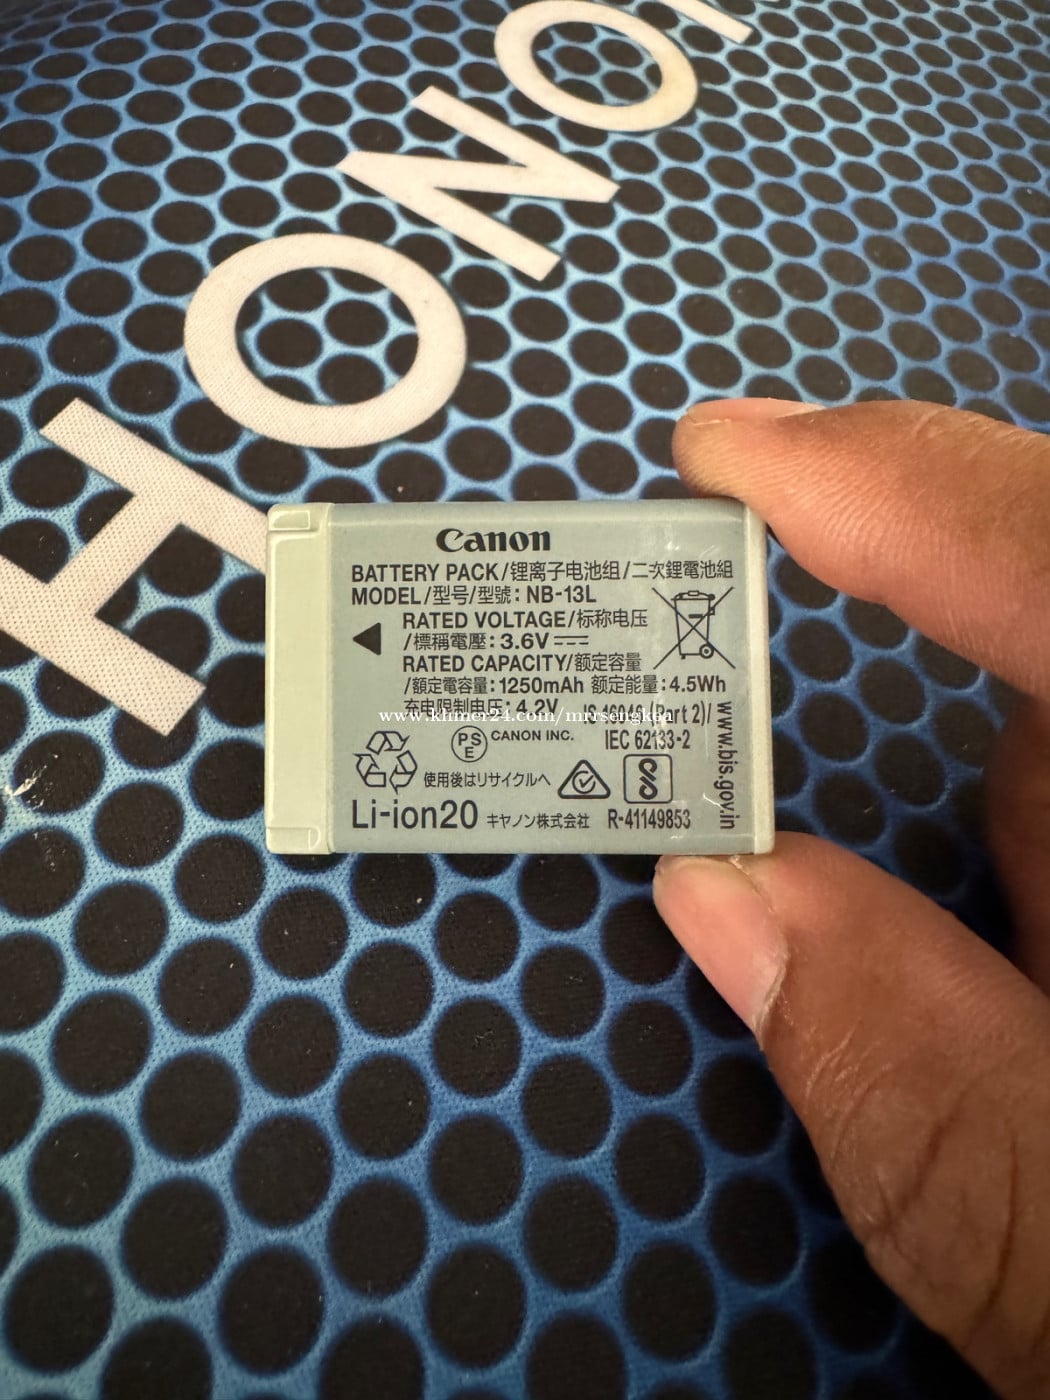 HONOR
Canon
BATTERY PACK/锂离子电池组/二次鋰電池組
MODEL/型号/型號: NB-13L
RATED VOLTAGE/标称电压
/標稱電壓: 3.6V
RATED CAPACITY/额定容量
/額定電容量: 1250mAh 额定能量: 4.5Wh
充电限制电压: 4.2V
IS 16046 (Part 2)/
IEC 62133-2
www.khmer24.com/mrrsengkea
PSE CANON INC.
使用後はリサイクルへ
Li-ion20 キヤノン株式会社
R-41149853
www.bis.gov.in